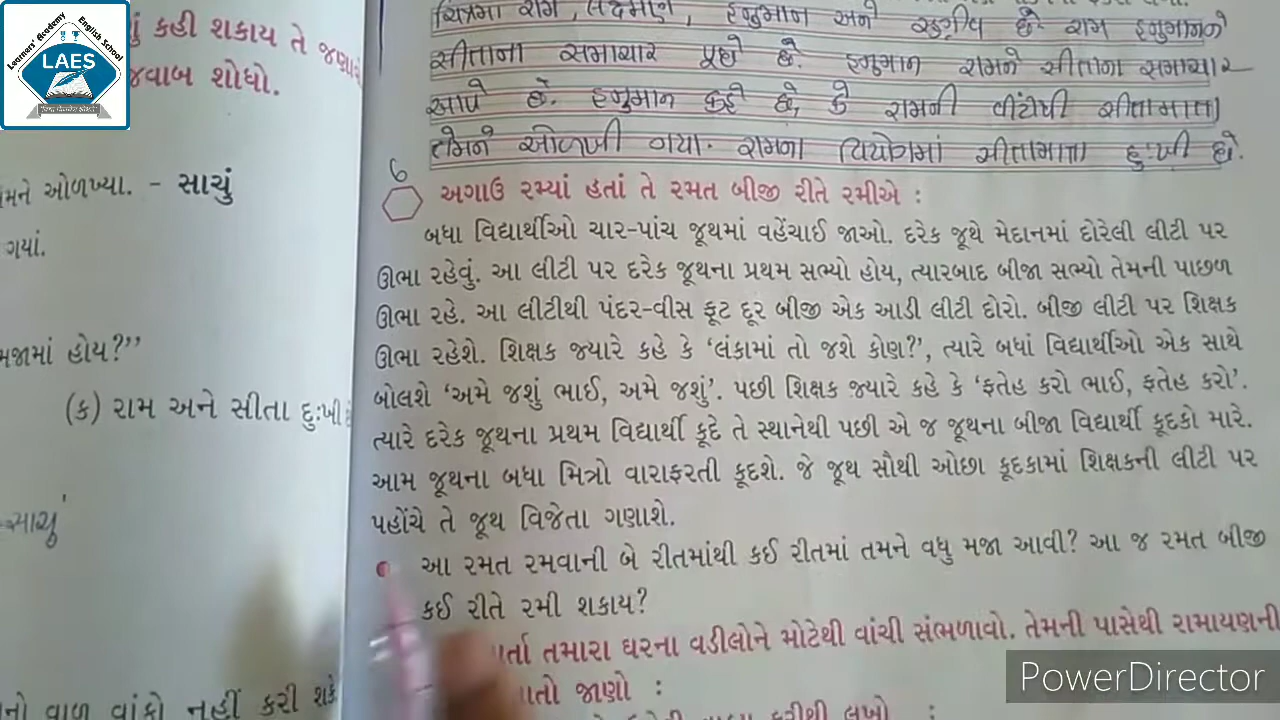 Learners' Academy English School
LAES
કહી શકાય તે જણાવો
જવાબ શોધો.
મને ઓળખ્યા. - સાચું
ગયાં.
મજામાં હોય?''
(ક) રામ અને સીતા દુઃખી
સાચુ
નો વાળ વાંકો નહીં કરી શકે
ચિત્રમાં રામ, લક્ષ્મણ, હનુમાન અને સુગ્રીવ છે. રામ હનુમાનને
સીતાના સમાચાર પૂછે છે. હનુમાન રામને સીતાના સમાચાર
આપે છે. હનુમાન કહે છે, કે રામની વીંટીથી સીતામાતા
તેમને ઓળખી ગયા. રામના વિયોગમાં સીતામાતા દુઃખી છે.
6
અગાઉ રમ્યાં હતાં તે રમત બીજી રીતે રમીએ :
બધા વિદ્યાર્થીઓ ચાર-પાંચ જૂથમાં વહેંચાઈ જાઓ. દરેક જૂથે મેદાનમાં દોરેલી લીટી પર
ઊભા રહેવું. આ લીટી પર દરેક જૂથના પ્રથમ સભ્યો હોય, ત્યારબાદ બીજા સભ્યો તેમની પાછળ
ઊભા રહે. આ લીટીથી પંદર-વીસ ફૂટ દૂર બીજી એક આડી લીટી દોરો. બીજી લીટી પર શિક્ષક
ઊભા રહેશે. શિક્ષક જ્યારે કહે કે ‘લંકામાં તો જશે કોણ?’, ત્યારે બધાં વિદ્યાર્થીઓ એક સાથે
બોલશે ‘અમે જશું ભાઈ, અમે જશું’. પછી શિક્ષક જ્યારે કહે કે ‘ફતેહ કરો ભાઈ, ફતેહ કરો’.
ત્યારે દરેક જૂથના પ્રથમ વિદ્યાર્થી કૂદે તે સ્થાનેથી પછી એ જ જૂથના બીજા વિદ્યાર્થી કૂદકો મારે.
આમ જૂથના બધા મિત્રો વારાફરતી કૂદશે. જે જૂથ સૌથી ઓછા કૂદકામાં શિક્ષકની લીટી પર
પહોંચે તે જૂથ વિજેતા ગણાશે.
આ રમત રમવાની બે રીતમાંથી કઈ રીતમાં તમને વધુ મજા આવી? આ જ રમત બીજી
કઈ રીતે રમી શકાય?
તમારા ઘરના વડીલોને મોટેથી વાંચી સંભળાવો. તેમની પાસેથી રામાયણની
જાણો :
PowerDirector